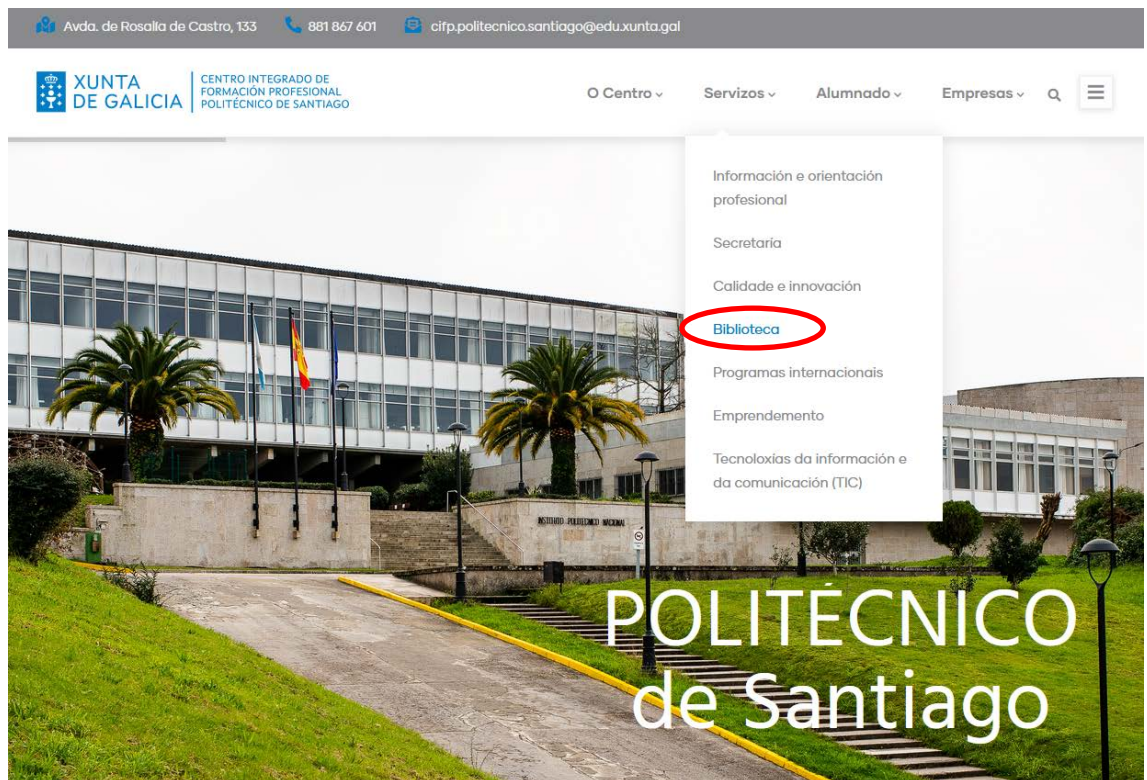 Avda. de Rosalía de Castro, 133 881 867 601 cifp.politecnico.santiago@edu.xunta.gal
XUNTA
DE GALICIA
CENTRO INTEGRADO DE
FORMACIÓN PROFESIONAL
POLITÉCNICO DE SANTIAGO
O Centro Servizos Alumnado Empresas
Información e orientación
profesional
Secretaría
Calidade e innovación
Biblioteca
Programas internacionais
Emprendemento
Tecnoloxías da información e
da comunicación (TIC)
INSTITUTO POLITECNICO NACIONAL
POLITÉCNICO
de Santiago